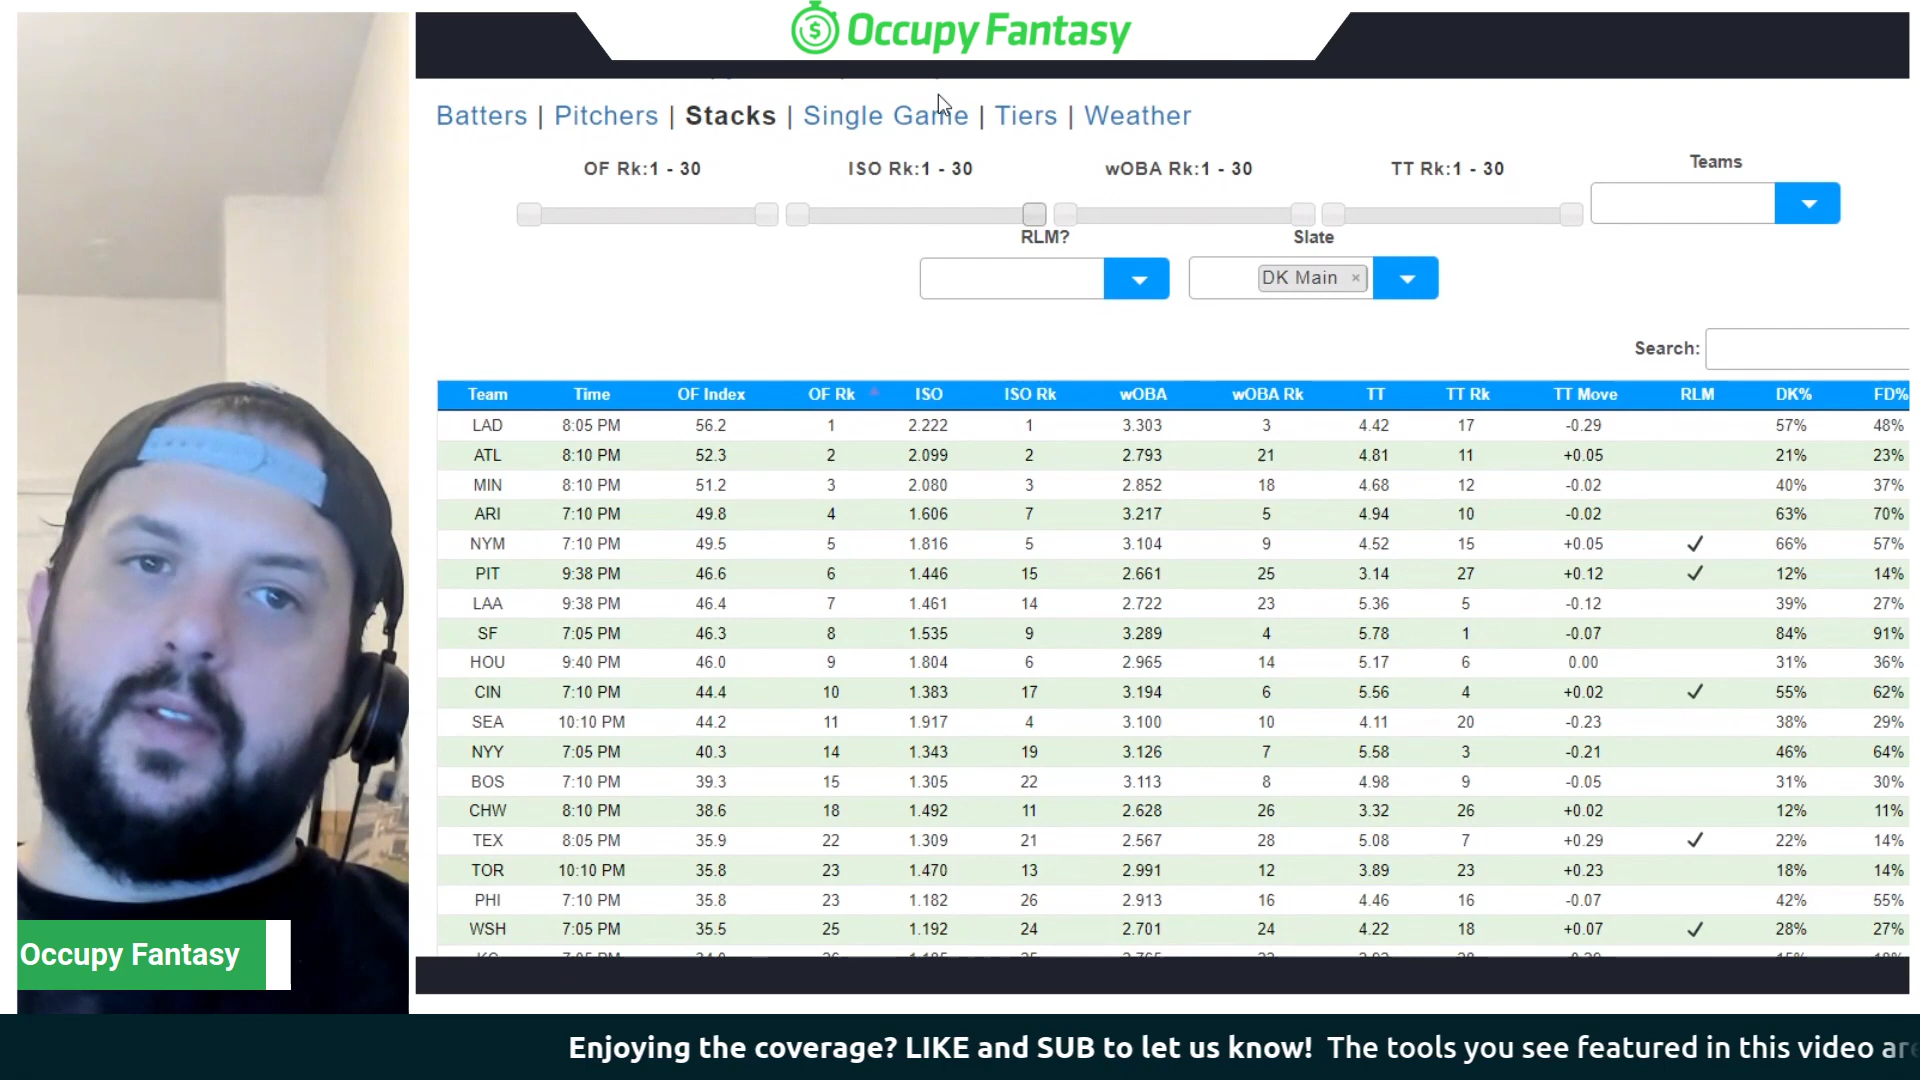 Occupy Fantasy
Batters | Pitchers | Stacks | Single Game | Tiers | Weather
OF Rk:1 - 30 ISO Rk:1 - 30 wOBA Rk:1 - 30 TT Rk:1 - 30 Teams
RLM? Slate
DK Main ×
Search:
Team Time OF Index OF Rk ISO ISO Rk wOBA wOBA Rk TT TT Rk TT Move RLM DK% FD%
LAD 8:05 PM 56.2 1 2.222 1 3.303 3 4.42 17 -0.29 57% 48%
ATL 8:10 PM 52.3 2 2.099 2 2.793 21 4.81 11 +0.05 21% 23%
MIN 8:10 PM 51.2 3 2.080 3 2.852 18 4.68 12 -0.02 40% 37%
ARI 7:10 PM 49.8 4 1.606 7 3.217 5 4.94 10 -0.02 63% 70%
NYM 7:10 PM 49.5 5 1.816 5 3.104 9 4.52 15 +0.05 ✓ 66% 57%
PIT 9:38 PM 46.6 6 1.446 15 2.661 25 3.14 27 +0.12 ✓ 12% 14%
LAA 9:38 PM 46.4 7 1.461 14 2.722 23 5.36 5 -0.12 39% 27%
SF 7:05 PM 46.3 8 1.535 9 3.289 4 5.78 1 -0.07 84% 91%
HOU 9:40 PM 46.0 9 1.804 6 2.965 14 5.17 6 0.00 31% 36%
CIN 7:10 PM 44.4 10 1.383 17 3.194 6 5.56 4 +0.02 ✓ 55% 62%
SEA 10:10 PM 44.2 11 1.917 4 3.100 10 4.11 20 -0.23 38% 29%
NYY 7:05 PM 40.3 14 1.343 19 3.126 7 5.58 3 -0.21 46% 64%
BOS 7:10 PM 39.3 15 1.305 22 3.113 8 4.98 9 -0.05 31% 30%
CHW 8:10 PM 38.6 18 1.492 11 2.628 26 3.32 26 +0.02 12% 11%
TEX 8:05 PM 35.9 22 1.309 21 2.567 28 5.08 7 +0.29 ✓ 22% 14%
TOR 10:10 PM 35.8 23 1.470 13 2.991 12 3.89 23 +0.23 18% 14%
PHI 7:10 PM 35.8 23 1.182 26 2.913 16 4.46 16 -0.07 42% 55%
WSH 7:05 PM 35.5 25 1.192 24 2.701 24 4.22 18 +0.07 ✓ 28% 27%
Occupy Fantasy
Enjoying the coverage? LIKE and SUB to let us know! The tools you see featured in this video are